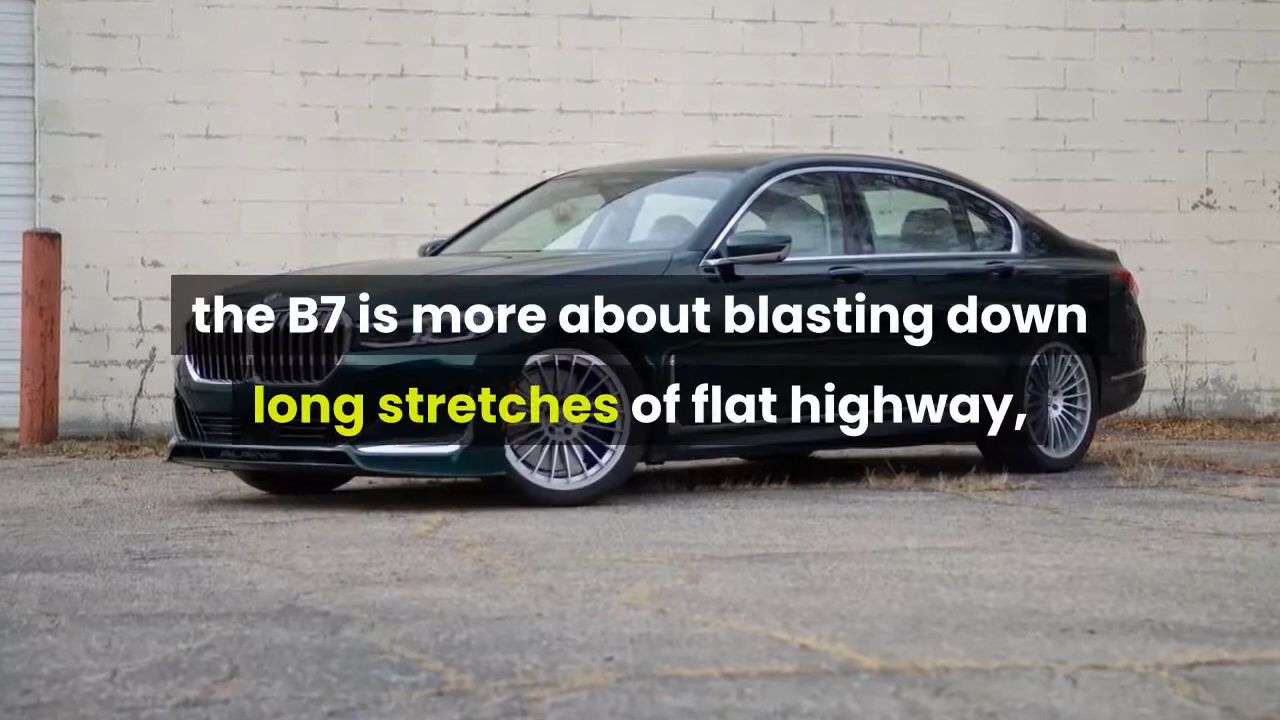 the B7 is more about blasting down
long stretches of flat highway,